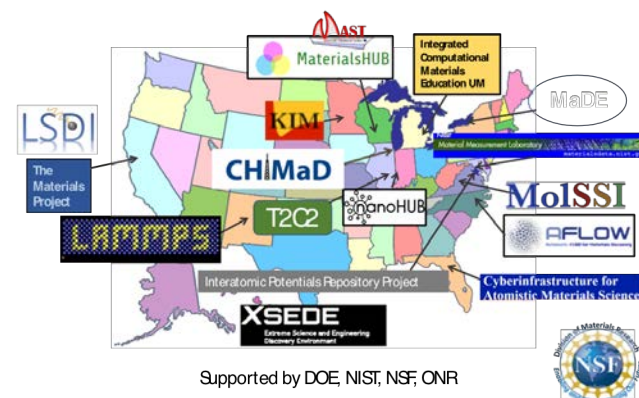 MAST
MaterialsHUB
Integrated
Computational
Materials
Education UM
MaDE
LSDI
KIM
Material Measurement Laboratory
materialsdata.nist.g
The
Materials
Project
CHiMaD
MolSSI
LAMMPS
T2C2
nanoHUB
AFLOW
Interatomic Potentials Repository Project
Cyberinfrastructure for
Atomistic Materials Science
XSEDE
Extreme Science and Engineering
Discovery Environment
Division of Materials Research
NSF
Supported by DOE, NIST, NSF, ONR